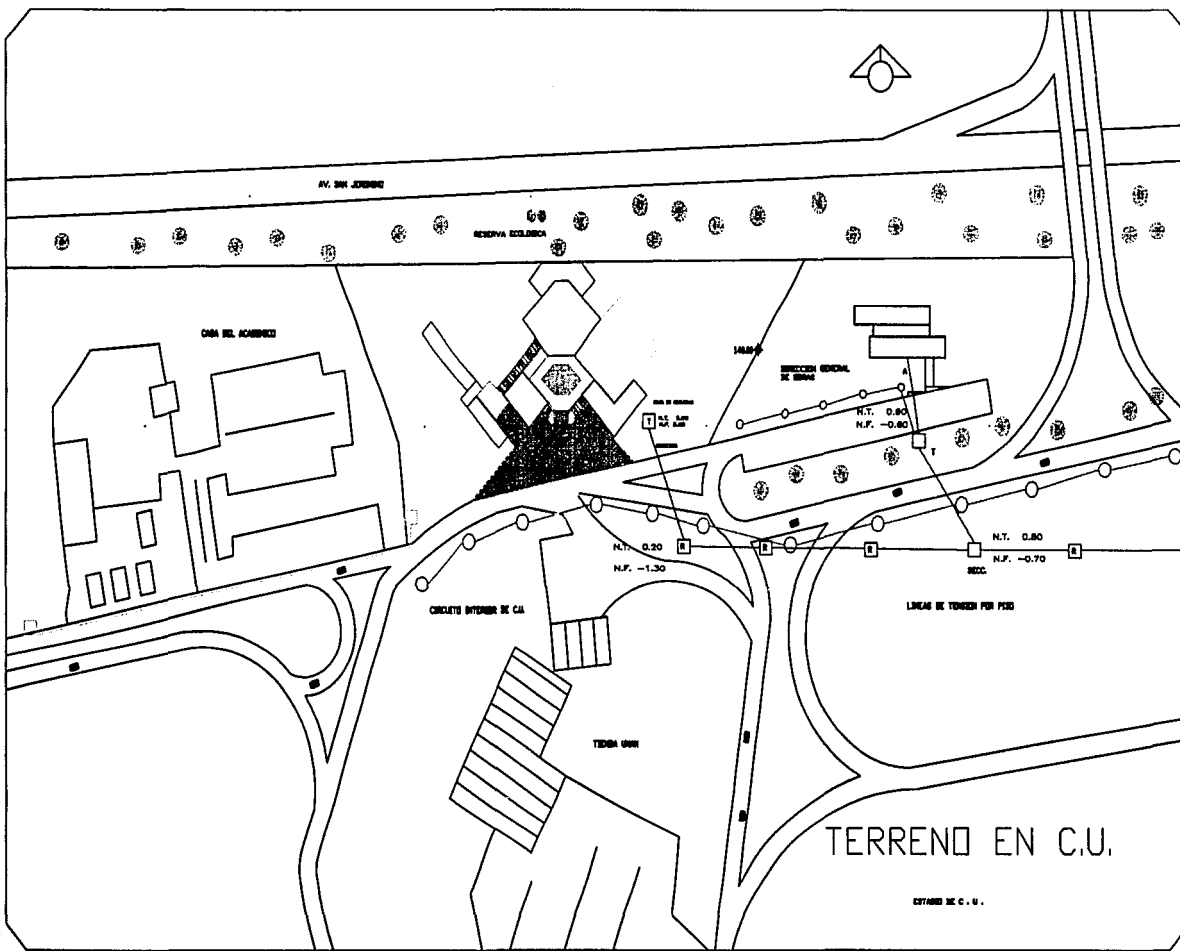 AV. SAN JERONIMO
RESERVA ECOLOGICA
CASA DEL ACADEMICO
DIRECCION GENERAL
DE OBRAS
A
N.T. 0.80
N.F. -0.80
T
T
N.T. 0.20
N.F. -1.30
R
R
R
N.T. 0.80
N.F. -0.70
SECC.
R
CIRCUITO INTERIOR DE C.U.
LINEAS DE TENSION POR PISO
TIENDA UNAM
TERRENO EN C.U.
ESTADIO DE C.U.